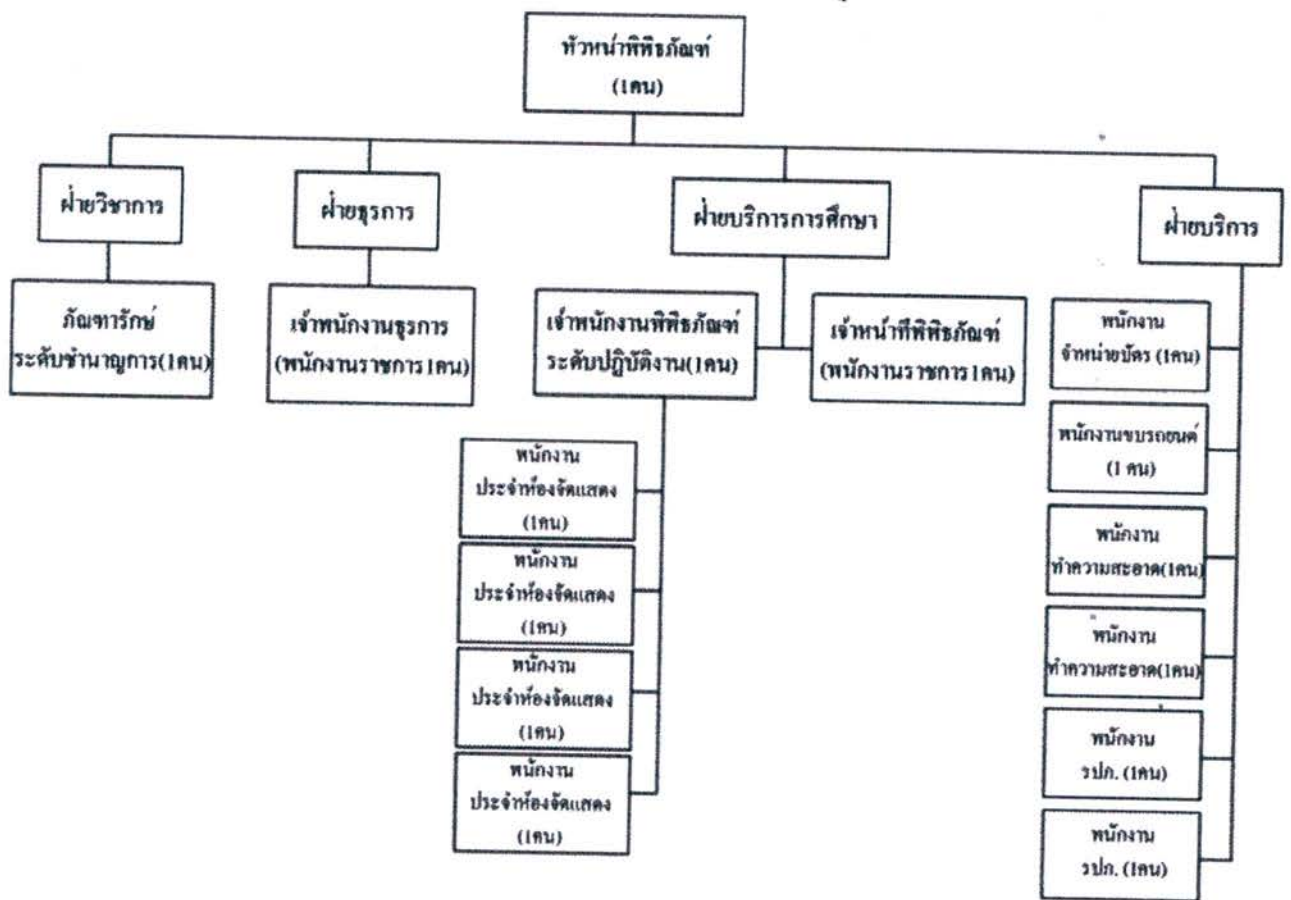 หัวหน้าพิพิธภัณฑ์
(1คน)
ฝ่ายวิชาการ
ฝ่ายธุรการ
ฝ่ายบริการการศึกษา
ฝ่ายบริการ
ภัณฑารักษ์
ระดับชำนาญการ(1คน)
เจ้าพนักงานธุรการ
(พนักงานราชการ1คน)
เจ้าพนักงานพิพิธภัณฑ์
ระดับปฏิบัติงาน(1คน)
เจ้าหน้าที่พิพิธภัณฑ์
(พนักงานราชการ1คน)
พนักงาน
ประจำห้องจัดแสดง
(1คน)
พนักงาน
ประจำห้องจัดแสดง
(1คน)
พนักงาน
ประจำห้องจัดแสดง
(1คน)
พนักงาน
ประจำห้องจัดแสดง
(1คน)
พนักงาน
จำหน่ายบัตร (1คน)
พนักงานขับรถยนต์
(1 คน)
พนักงาน
ทำความสะอาด(1คน)
พนักงาน
ทำความสะอาด(1คน)
พนักงาน
รปภ. (1คน)
พนักงาน
รปภ. (1คน)